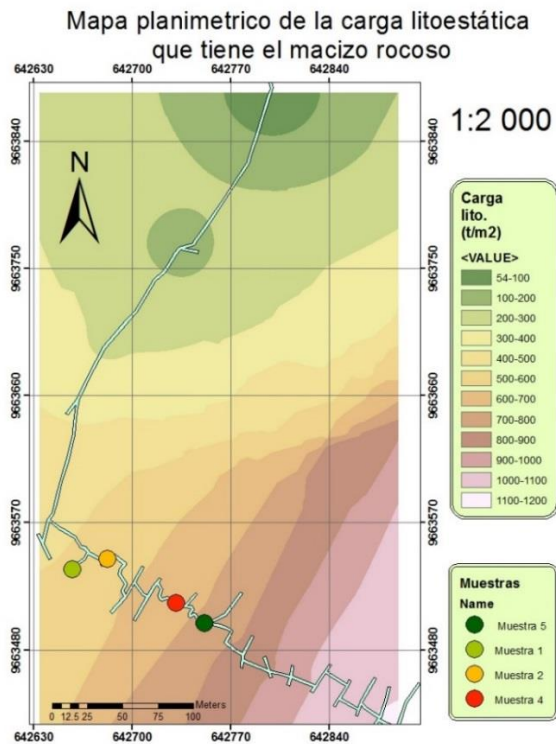 Mapa planimetrico de la carga litoestática
que tiene el macizo rocoso
642630 642700 642770 642840
1:2 000
N
9663840 9663840
9663750 9663750
9663660 9663660
9663570 9663570
9663480 9663480
Carga
lito.
(t/m2)
<VALUE>
54-100
100-200
200-300
300-400
400-500
500-600
600-700
700-800
800-900
900-1000
1000-1100
1100-1200
Muestras
Name
Muestra 5
Muestra 1
Muestra 2
Muestra 4
Meters
0 12.5 25 50 75 100
642630 642700 642770 642840